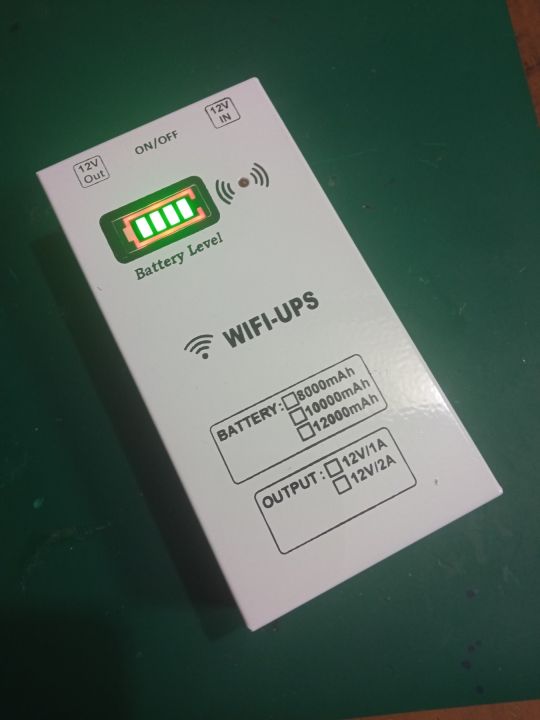 12V
Out
ON/OFF
12V
IN
Battery Level
WIFI-UPS
BATTERY: 8000mAh
10000mAh
12000mAh
OUTPUT: 12V/1A
12V/2A